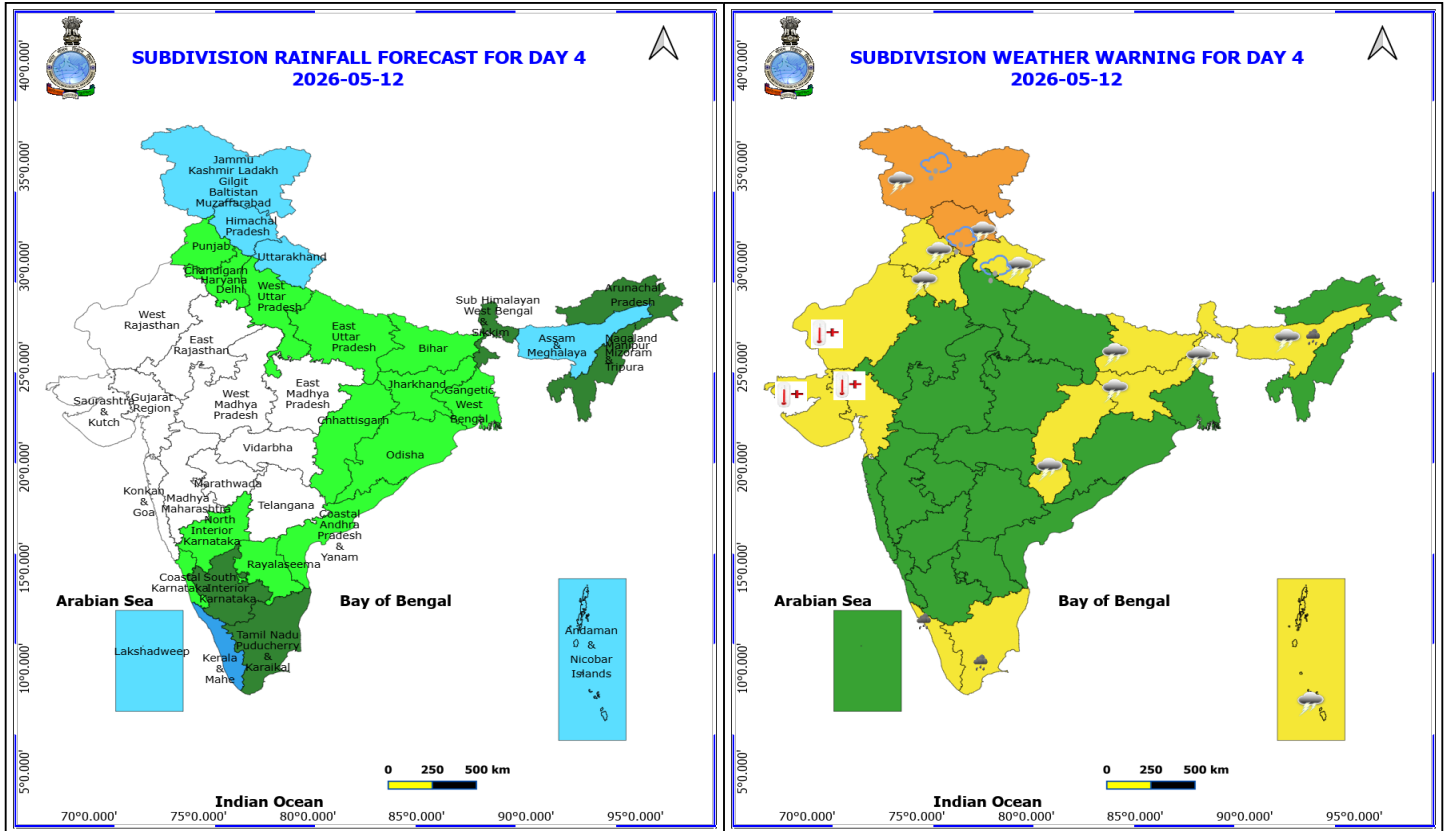 SUBDIVISION RAINFALL FORECAST FOR DAY 4
2026-05-12
40°0.000'
35°0.000'
30°0.000'
25°0.000'
20°0.000'
15°0.000'
10°0.000'
5°0.000'
Jammu
Kashmir Ladakh
Gilgit
Baltistan
Muzaffarabad
Himachal
Pradesh
Punjab
Uttarakhand
Chandigarh
Haryana
Delhi
West
Uttar
Pradesh
West
Rajasthan
East
Rajasthan
East
Uttar
Pradesh
Bihar
Sub Himalayan
West Bengal
&
Sikkim
Arunachal
Pradesh
Assam
&
Meghalaya
Nagaland
Manipur
Mizoram
&
Tripura
Saurashtra
&
Kutch
Gujarat
Region
West
Madhya
Pradesh
East
Madhya
Pradesh
Jharkhand
Gangetic
West
Bengal
Chhattisgarh
Odisha
Vidarbha
Konkan
&
Goa
Madhya
Maharashtra
Marathwada
Telangana
North
Interior
Karnataka
Coastal
Andhra
Pradesh
&
Yanam
Rayalaseema
Coastal
Karnataka
South
Interior
Karnataka
Arabian Sea
Bay of Bengal
Lakshadweep
Kerala
&
Mahe
Tamil Nadu
Puducherry
&
Karaikal
Andaman
&
Nicobar
Islands
0 250 500 km
Indian Ocean
70°0.000' 75°0.000' 80°0.000' 85°0.000' 90°0.000' 95°0.000'
SUBDIVISION WEATHER WARNING FOR DAY 4
2026-05-12
40°0.000'
35°0.000'
30°0.000'
25°0.000'
20°0.000'
15°0.000'
10°0.000'
5°0.000'
Arabian Sea
Bay of Bengal
0 250 500 km
Indian Ocean
70°0.000' 75°0.000' 80°0.000' 85°0.000' 90°0.000' 95°0.000'